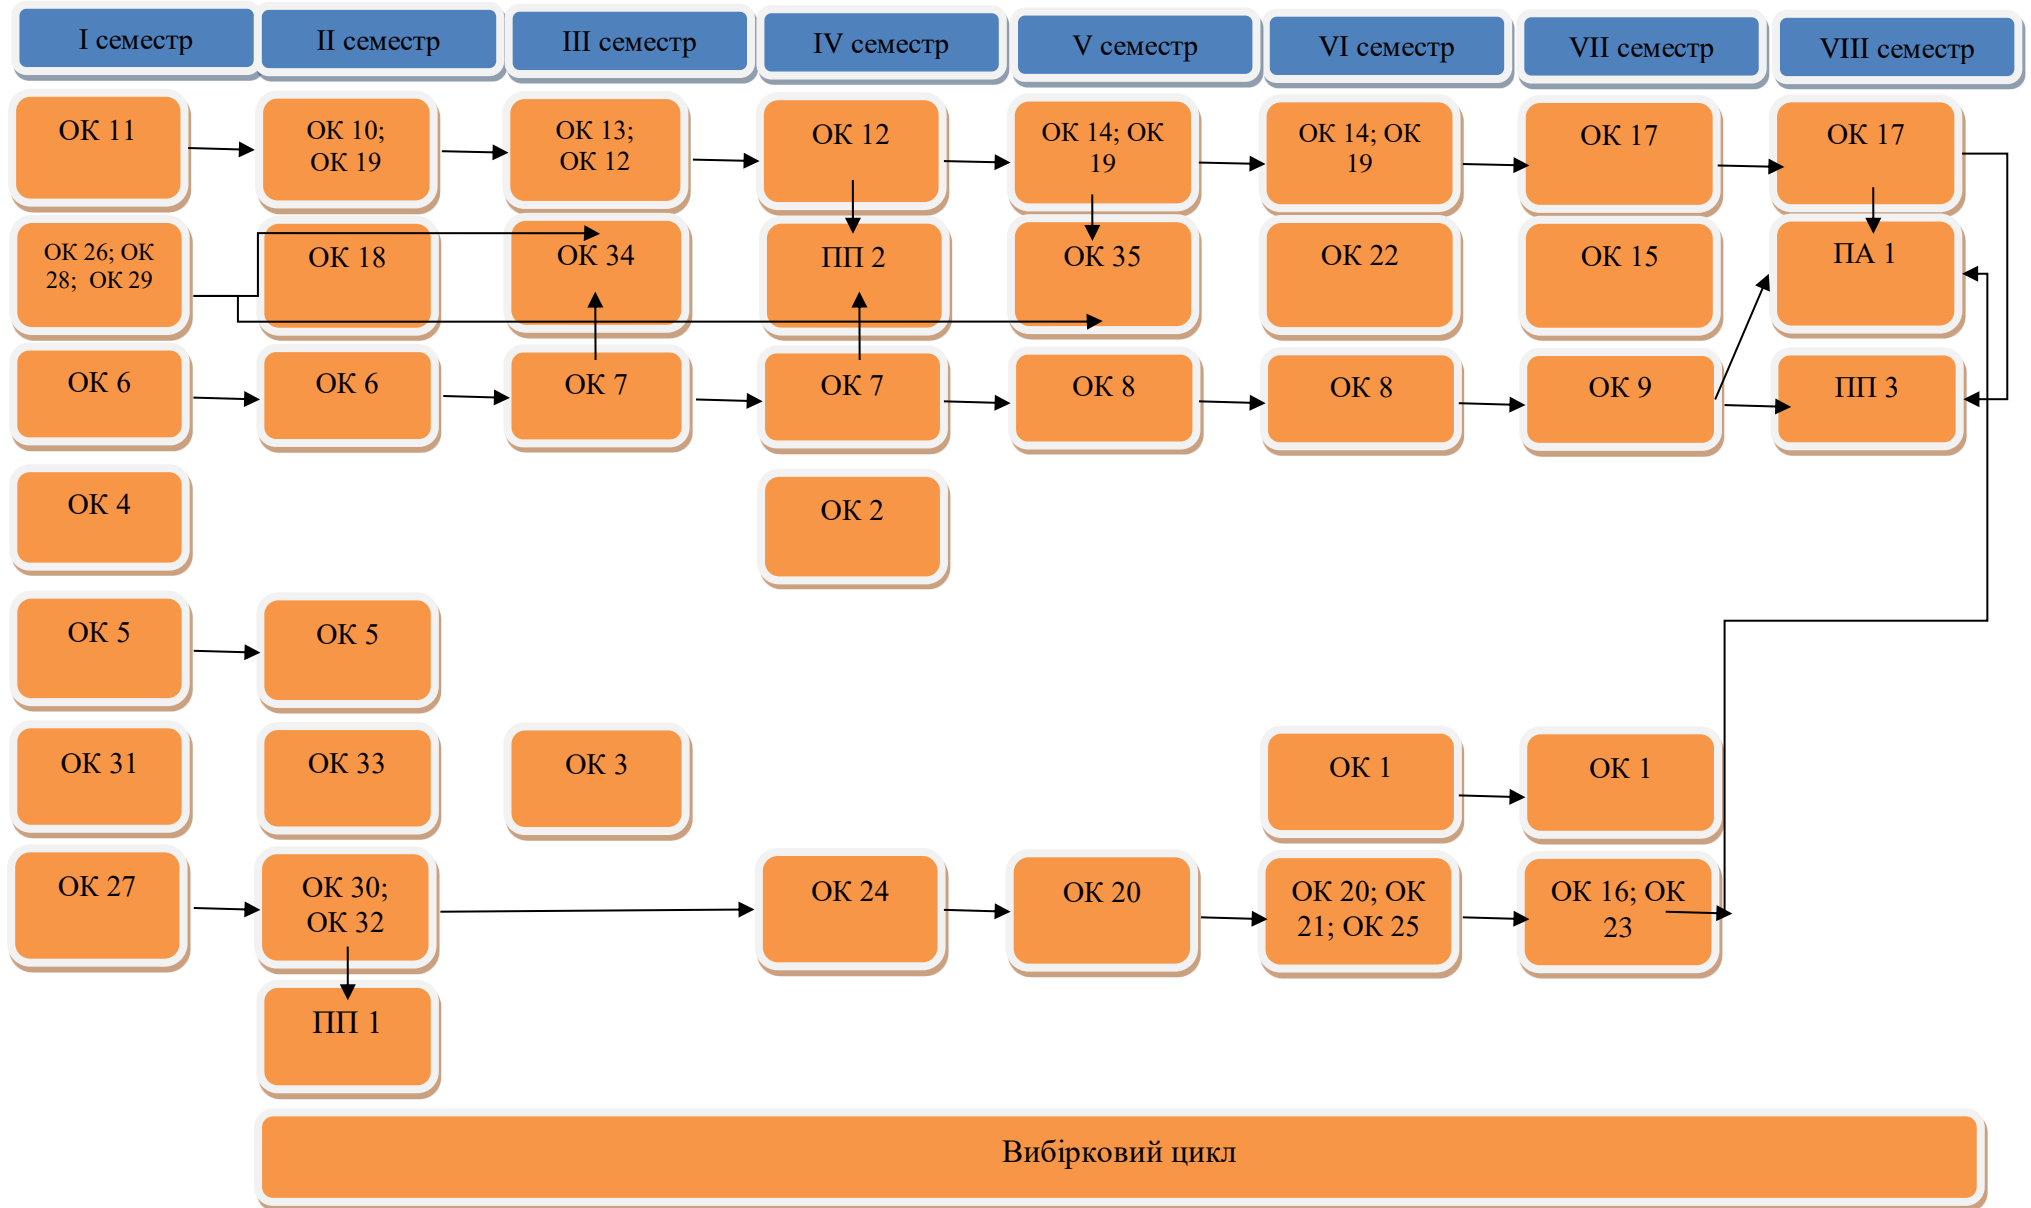 I семестр
II семестр
III семестр
IV семестр
V семестр
VI семестр
VII семестр
VIII семестр
ОК 11
ОК 10;
ОК 19
ОК 13;
ОК 12
ОК 12
ОК 14; ОК
19
ОК 14; ОК
19
ОК 17
ОК 17
ОК 26; ОК
28; ОК 29
ОК 18
ОК 34
ПП 2
ОК 35
ОК 22
ОК 15
ПА 1
ОК 6
ОК 6
ОК 7
ОК 7
ОК 8
ОК 8
ОК 9
ПП 3
ОК 4
ОК 2
ОК 5
ОК 5
ОК 31
ОК 33
ОК 3
ОК 1
ОК 1
ОК 27
ОК 30;
ОК 32
ОК 24
ОК 20
ОК 20; ОК
21; ОК 25
ОК 16; ОК
23
ПП 1
Вибірковий цикл